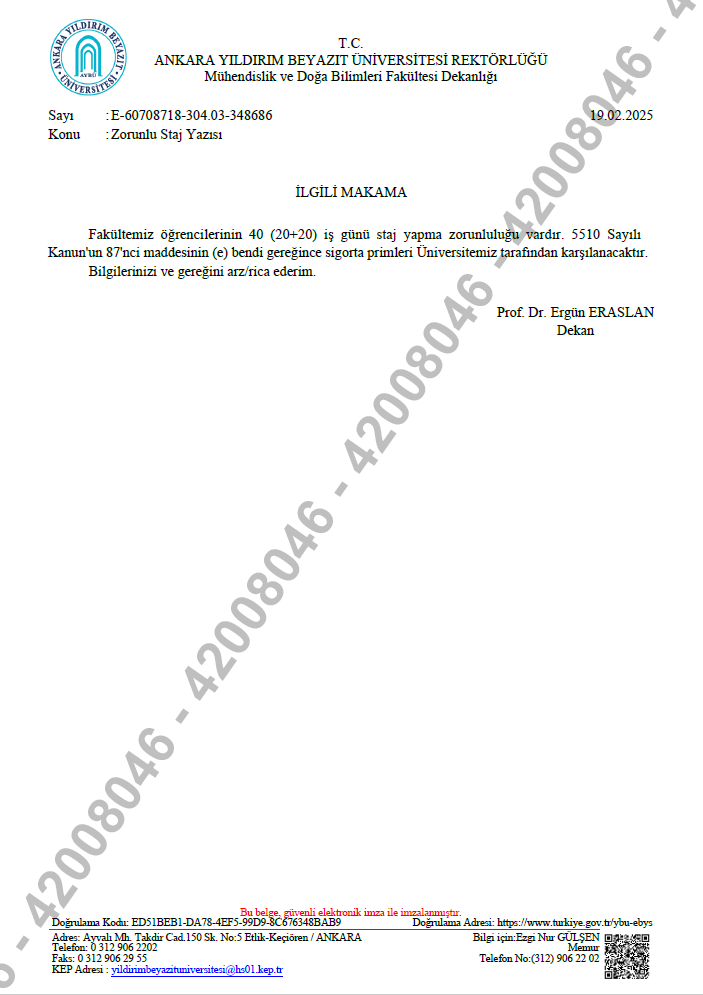 ANKARA YILDIRIM BEYAZIT
ÜNİVERSİTESİ
AYBÜ
T.C.
ANKARA YILDIRIM BEYAZIT ÜNİVERSİTESİ REKTÖRLÜĞÜ
Mühendislik ve Doğa Bilimleri Fakültesi Dekanlığı
Sayı : E-60708718-304.03-348686 19.02.2025
Konu : Zorunlu Staj Yazısı
İLGİLİ MAKAMA
Fakültemiz öğrencilerinin 40 (20+20) iş günü staj yapma zorunluluğu vardır. 5510 Sayılı
Kanun'un 87'nci maddesinin (e) bendi gereğince sigorta primleri Üniversitemiz tarafından karşılanacaktır.
Bilgilerinizi ve gereğini arz/rica ederim.
Prof. Dr. Ergün ERASLAN
Dekan
6 - 42008046 - 42008046 - 42008046 - 42008046 - 42008046 - 4
Bu belge, güvenli elektronik imza ile imzalanmıştır.
Doğrulama Kodu: ED51BEB1-DA78-4EF5-99D9-8C676348BAB9 Doğrulama Adresi: https://www.turkiye.gov.tr/ybu-ebys
Adres: Ayvalı Mh. Takdir Cad.150 Sk. No:5 Etlik-Keçiören / ANKARA Bilgi için:Ezgi Nur GÜLŞEN
Telefon: 0 312 906 2202 Memur
Faks: 0 312 906 29 55 Telefon No:(312) 906 22 02
KEP Adresi : yildirimbeyazituniversitesi@hs01.kep.tr